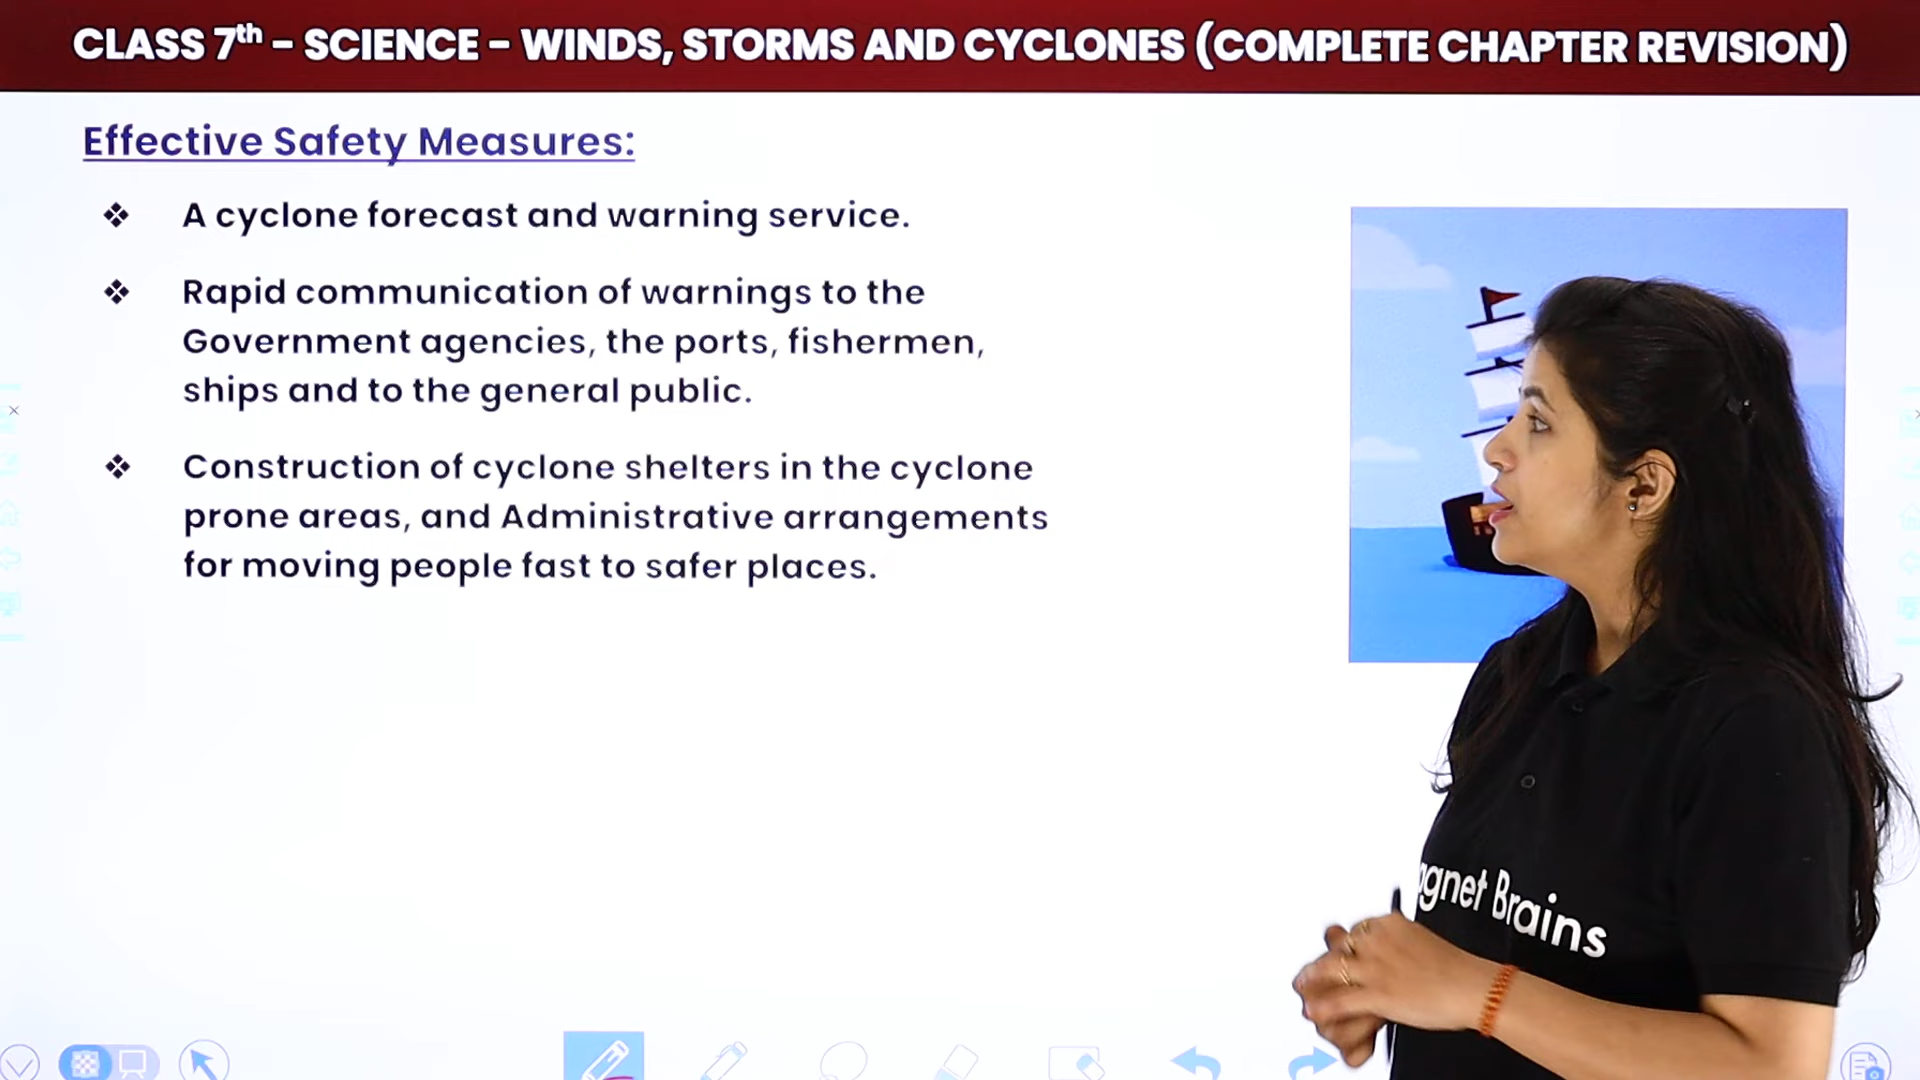 CLASS 7th - SCIENCE - WINDS, STORMS AND CYCLONES (COMPLETE CHAPTER REVISION)
Effective Safety Measures:
❖ A cyclone forecast and warning service.
❖ Rapid communication of warnings to the
Government agencies, the ports, fishermen,
ships and to the general public.
❖ Construction of cyclone shelters in the cyclone
prone areas, and Administrative arrangements
for moving people fast to safer places.
Brains